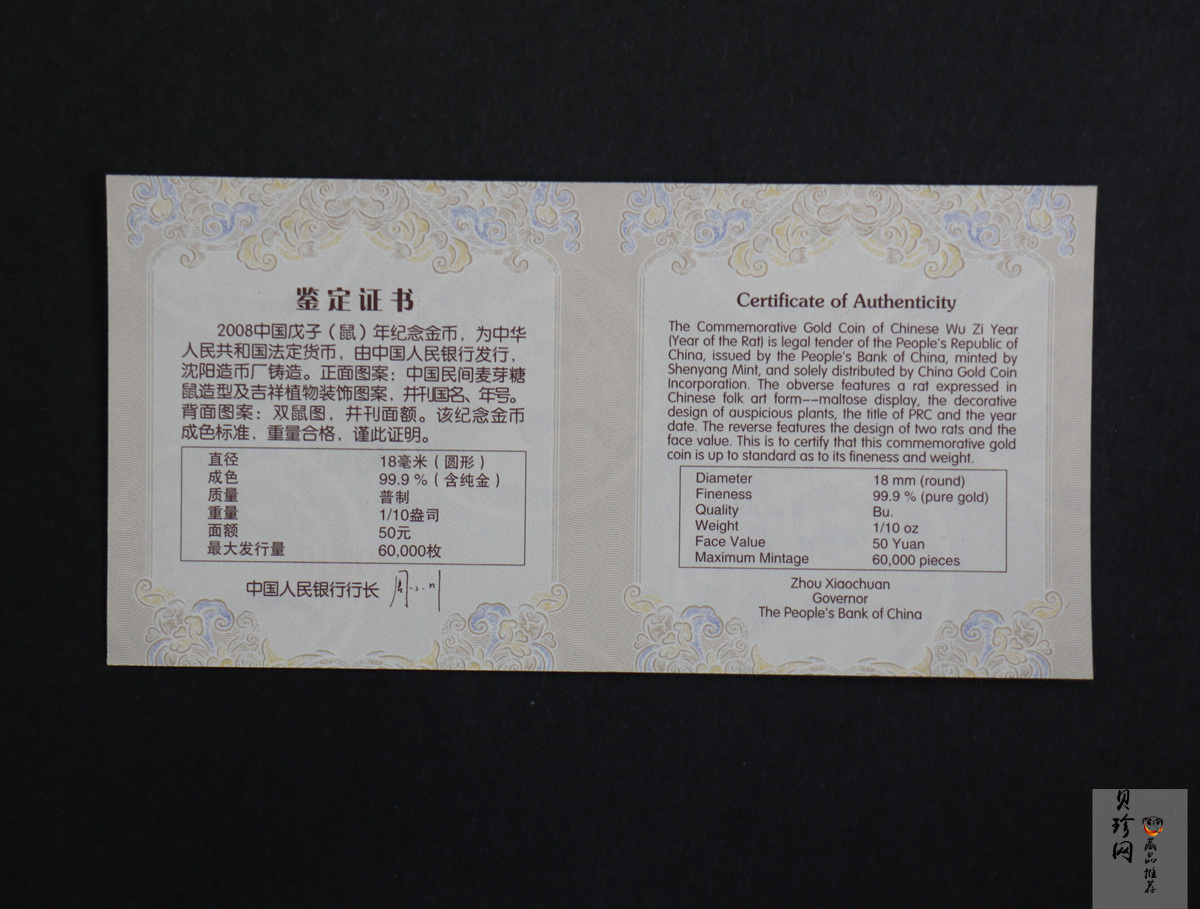 鉴定证书
2008中国戊子（鼠）年纪念金币，为中华
人民共和国法定货币，由中国人民银行发行，
沈阳造币厂铸造。正面图案：中国民间麦芽糖
鼠造型及吉祥植物装饰图案，并刊国名、年号。
背面图案：双鼠图，并刊面额。该纪念金币
成色标准，重量合格，谨此证明。
直径 18毫米（圆形）
成色 99.9 %（含纯金）
质量 普制
重量 1/10盎司
面额 50元
最大发行量 60,000枚
中国人民银行行长
Certificate of Authenticity
The Commemorative Gold Coin of Chinese Wu Zi Year
(Year of the Rat) is legal tender of the People's Republic of
China, issued by the People's Bank of China, minted by
Shenyang Mint, and solely distributed by China Gold Coin
Incorporation. The obverse features a rat expressed in
Chinese folk art form--maltose display, the decorative
design of auspicious plants, the title of PRC and the year
date. The reverse features the design of two rats and the
face value. This is to certify that this commemorative gold
coin is up to standard as to its fineness and weight.
Diameter 18 mm (round)
Fineness 99.9 % (pure gold)
Quality Bu.
Weight 1/10 oz
Face Value 50 Yuan
Maximum Mintage 60,000 pieces
Zhou Xiaochuan
Governor
The People's Bank of China
贝珍网
藏品推荐